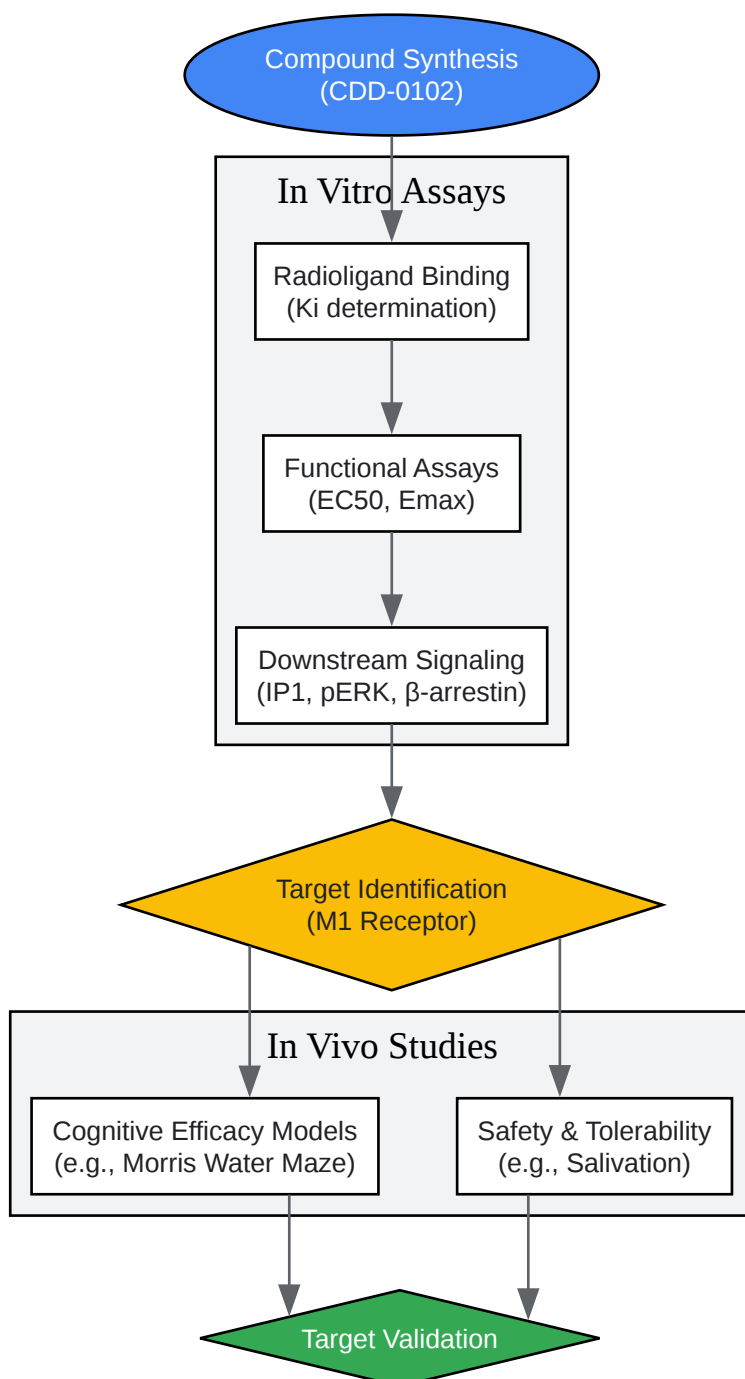 Compound Synthesis
(CDD-0102)
In Vitro Assays
Radioligand Binding
(Ki determination)
Functional Assays
(EC50, Emax)
Downstream Signaling
(IP1, pERK, β-arrestin)
Target Identification
(M1 Receptor)
In Vivo Studies
Cognitive Efficacy Models
(e.g., Morris Water Maze)
Safety & Tolerability
(e.g., Salivation)
Target Validation